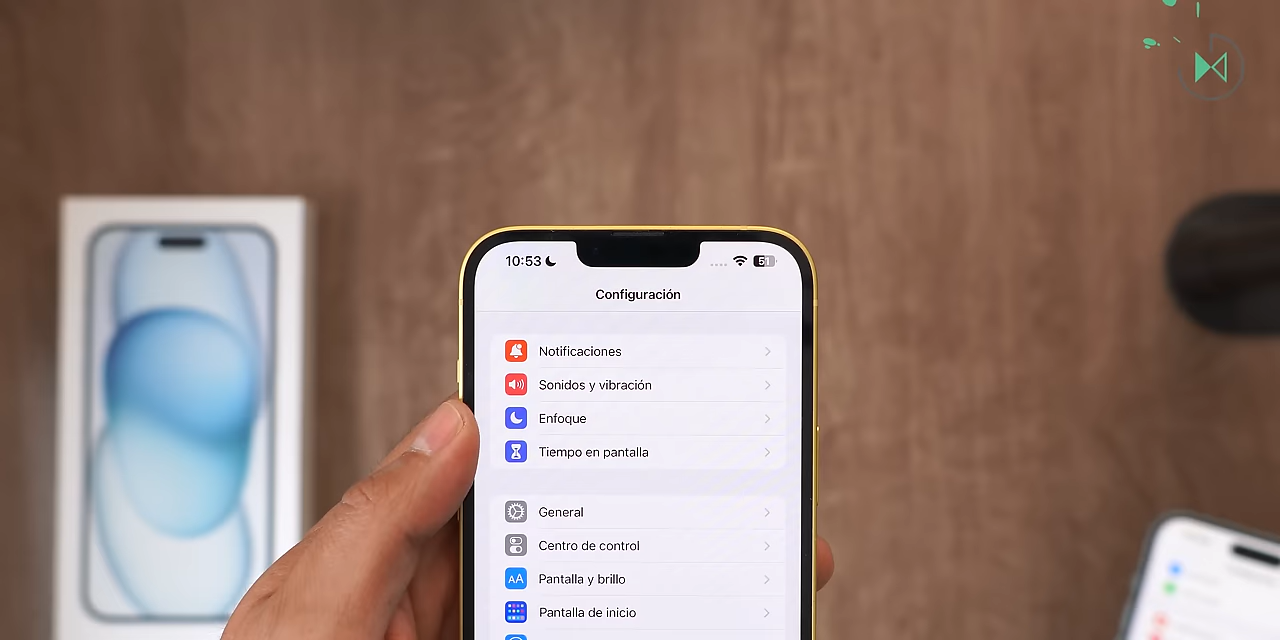 10:53
51
Configuración
Notificaciones
Sonidos y vibración
Enfoque
Tiempo en pantalla
General
Centro de control
AA
Pantalla y brillo
Pantalla de inicio